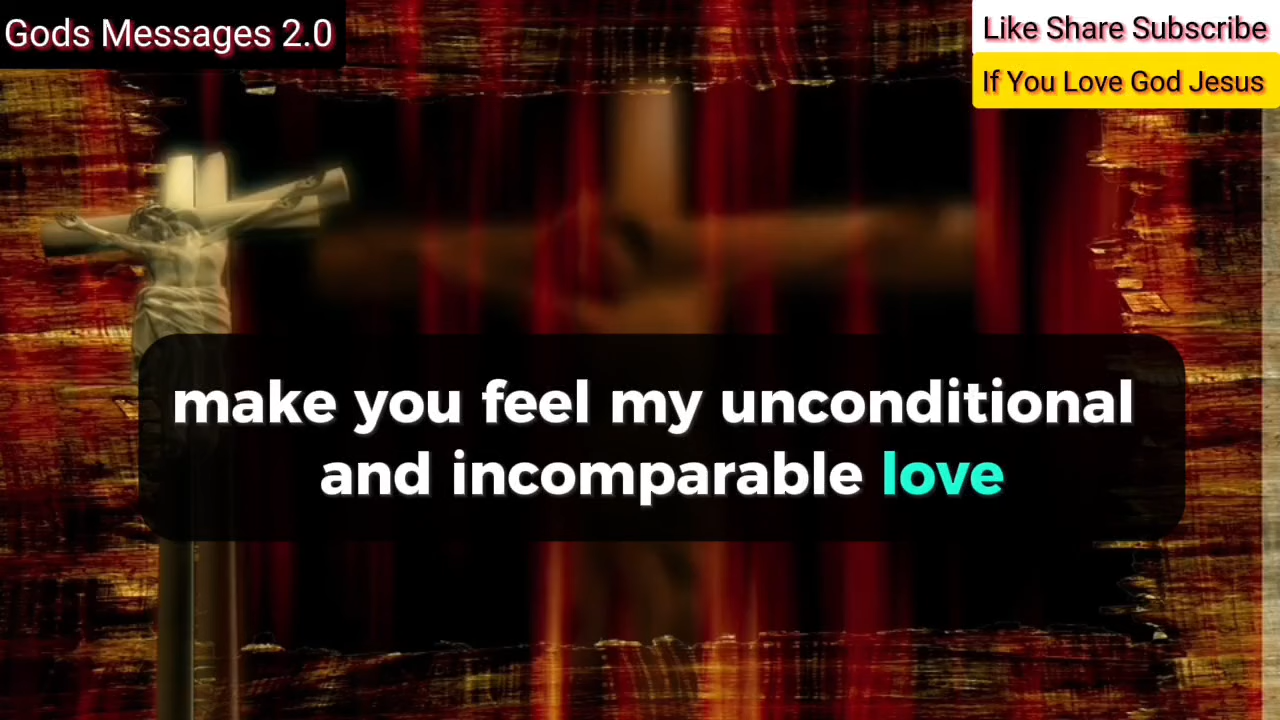 Gods Messages 2.0
Like Share Subscribe
If You Love God Jesus
make you feel my unconditional
and incomparable love